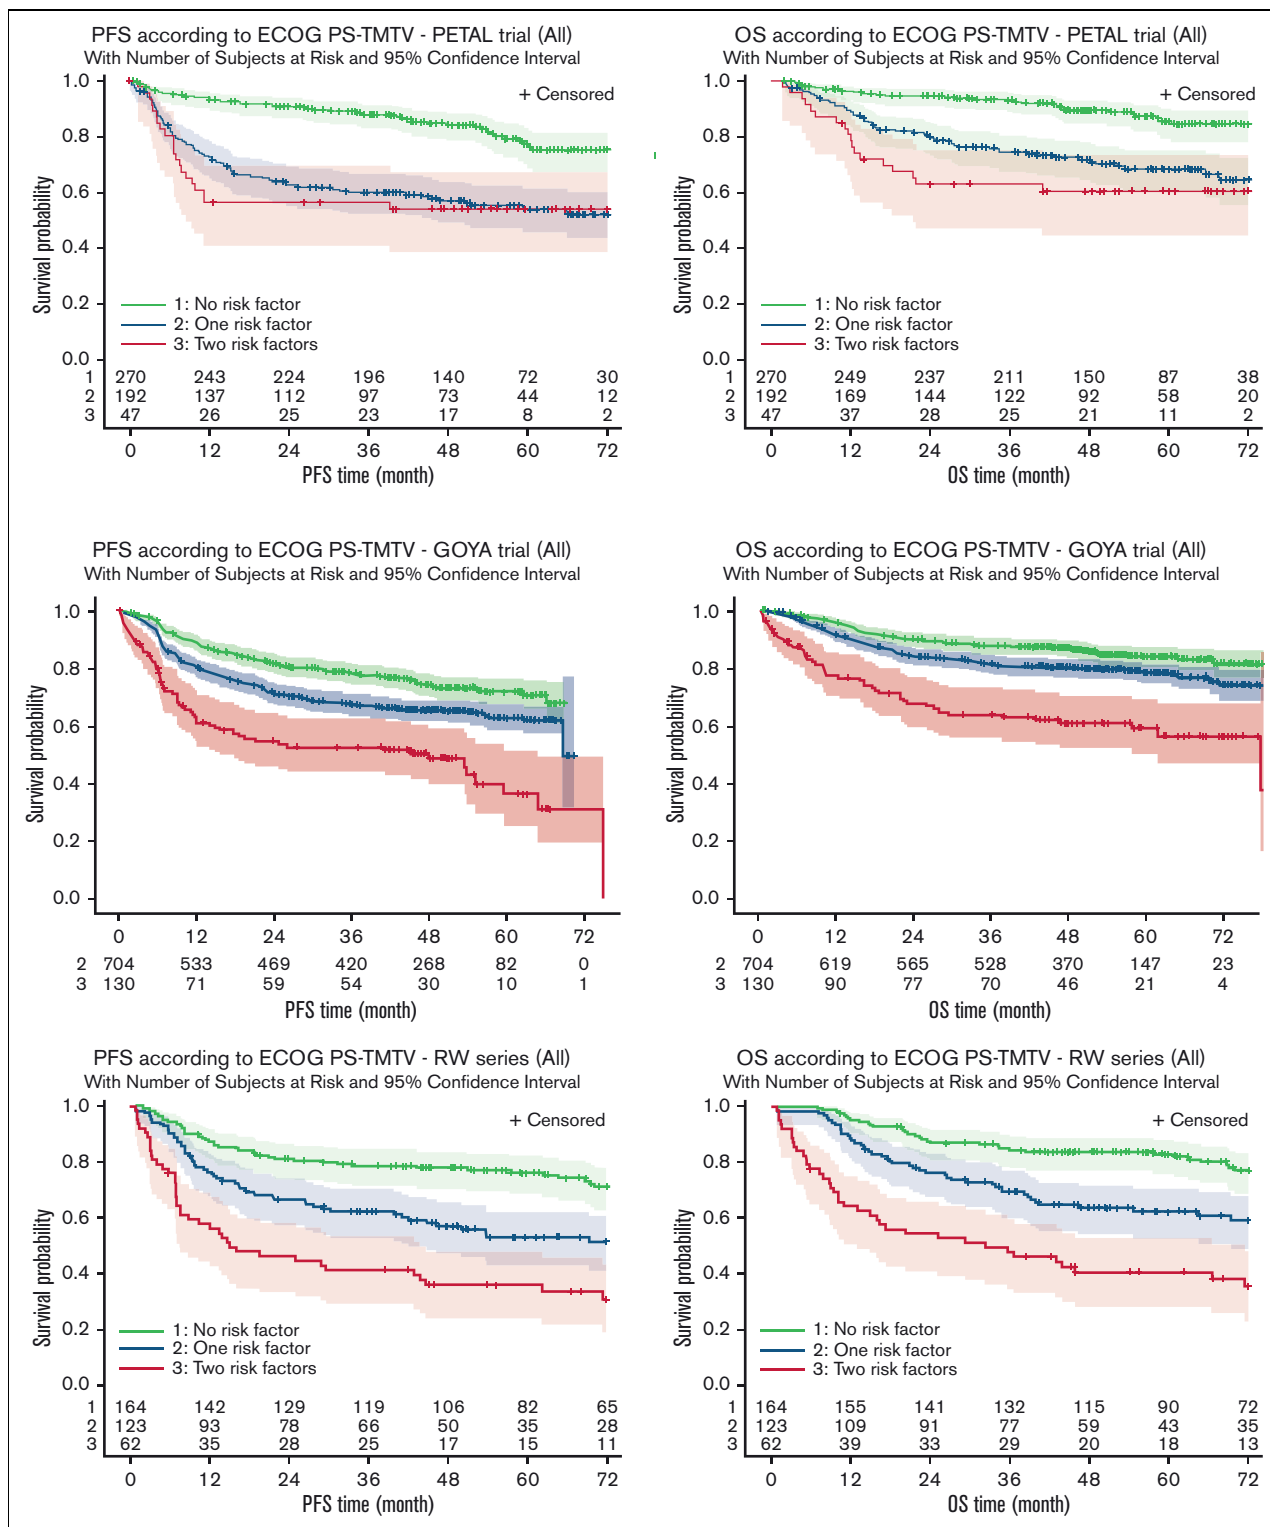 PFS according to ECOG PS-TMTV - PETAL trial (All)
With Number of Subjects at Risk and 95% Confidence Interval
1.0
+ Censored
0.8
0.6
0.4
0.2
0.0
Survival probability
1: No risk factor
2: One risk factor
3: Two risk factors
1 270 243 224 196 140 72 30
2 192 137 112 97 73 44 12
3 47 26 25 23 17 8 2
0 12 24 36 48 60 72
PFS time (month)
OS according to ECOG PS-TMTV - PETAL trial (All)
With Number of Subjects at Risk and 95% Confidence Interval
1.0
+ Censored
0.8
0.6
0.4
0.2
0.0
Survival probability
1: No risk factor
2: One risk factor
3: Two risk factors
1 270 249 237 211 150 87 38
2 192 169 144 122 92 58 20
3 47 37 28 25 21 11 2
0 12 24 36 48 60 72
OS time (month)
PFS according to ECOG PS-TMTV - GOYA trial (All)
With Number of Subjects at Risk and 95% Confidence Interval
1.0
0.8
0.6
0.4
0.2
0.0
Survival probability
0 12 24 36 48 60 72
2 704 533 469 420 268 82 0
3 130 71 59 54 30 10 1
PFS time (month)
OS according to ECOG PS-TMTV - GOYA trial (All)
With Number of Subjects at Risk and 95% Confidence Interval
1.0
0.8
0.6
0.4
0.2
0.0
Survival probability
0 12 24 36 48 60 72
2 704 619 565 528 370 147 23
3 130 90 77 70 46 21 4
OS time (month)
PFS according to ECOG PS-TMTV - RW series (All)
With Number of Subjects at Risk and 95% Confidence Interval
1.0
+ Censored
0.8
0.6
0.4
0.2
0.0
Survival probability
1: No risk factor
2: One risk factor
3: Two risk factors
1 164 142 129 119 106 82 65
2 123 93 78 66 50 35 28
3 62 35 28 25 17 15 11
0 12 24 36 48 60 72
PFS time (month)
OS according to ECOG PS-TMTV - RW series (All)
With Number of Subjects at Risk and 95% Confidence Interval
1.0
+ Censored
0.8
0.6
0.4
0.2
0.0
Survival probability
1: No risk factor
2: One risk factor
3: Two risk factors
1 164 155 141 132 115 90 72
2 123 109 91 77 59 43 35
3 62 39 33 29 20 18 13
0 12 24 36 48 60 72
OS time (month)